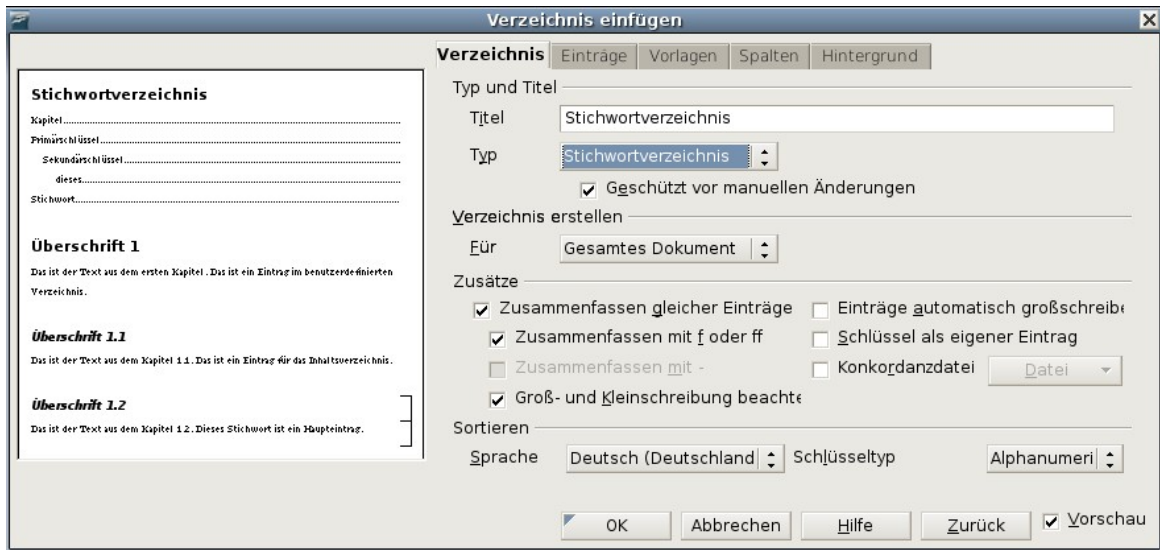 Verzeichnis einfügen
Verzeichnis Einträge Vorlagen Spalten Hintergrund
Stichwortverzeichnis
Kapitel
Primärschlüssel
Sekundärschlüssel
dieses
Stichwort
Überschrift 1
Das ist der Text aus dem ersten Kapitel. Das ist ein Eintrag im benutzerdefinierten
Verzeichnis.
Überschrift 1.1
Das ist der Text aus dem Kapitel 1.1. Das ist ein Eintrag für das Inhaltsverzeichnis.
Überschrift 1.2
Das ist der Text aus dem Kapitel 1.2. Dieses Stichwort ist ein Haupteintrag.
Typ und Titel
Titel Stichwortverzeichnis
Typ Stichwortverzeichnis
Geschützt vor manuellen Änderungen
Verzeichnis erstellen
Für Gesamtes Dokument
Zusätze
Zusammenfassen gleicher Einträge Einträge automatisch großschreibe
Zusammenfassen mit f oder ff Schlüssel als eigener Eintrag
Zusammenfassen mit - Konkordanzdatei Datei
Groß- und Kleinschreibung beachte
Sortieren
Sprache Deutsch (Deutschland Schlüsseltyp Alphanumeri
OK Abbrechen Hilfe Zurück Vorschau